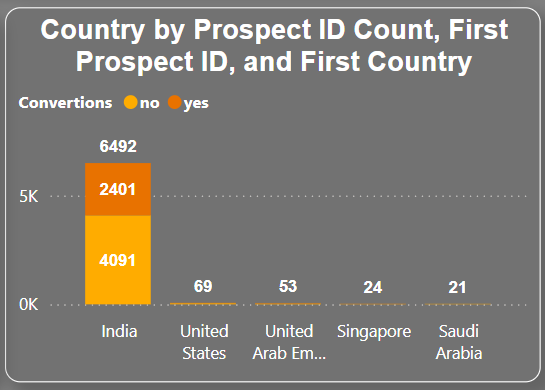 Country by Prospect ID Count, First
Prospect ID, and First Country
Convertions no yes
6492
5K
2401
4091
69
53
24
21
0K
India
United
States
United
Arab Em...
Singapore
Saudi
Arabia